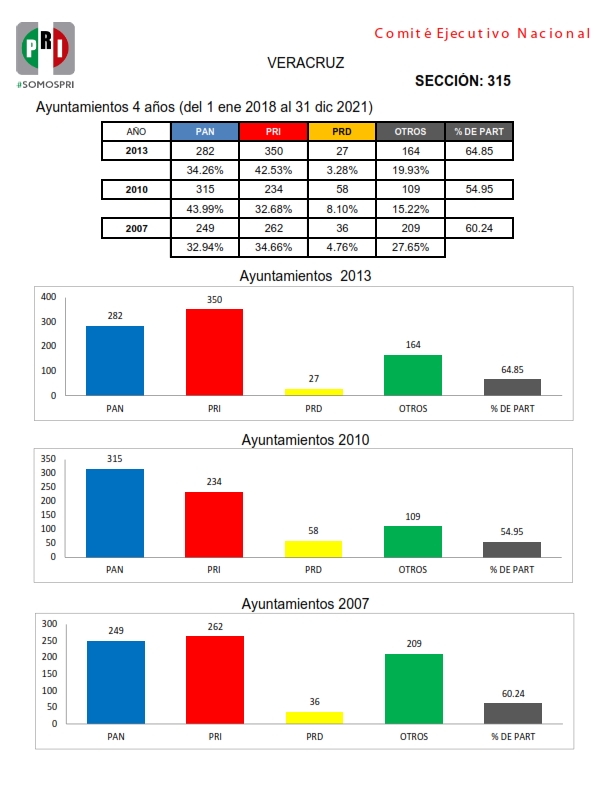 Comité Ejecutivo Nacional
PRI
#SOMOSPRI
VERACRUZ
SECCIÓN: 315
Ayuntamientos 4 años (del 1 ene 2018 al 31 dic 2021)
AÑO PAN PRI PRD OTROS % DE PART
2013 282 350 27 164 64.85
34.26% 42.53% 3.28% 19.93%
2010 315 234 58 109 54.95
43.99% 32.68% 8.10% 15.22%
2007 249 262 36 209 60.24
32.94% 34.66% 4.76% 27.65%
Ayuntamientos 2013
400
300
200
100
0
282
350
27
164
64.85
PAN PRI PRD OTROS % DE PART
Ayuntamientos 2010
350
300
250
200
150
100
50
0
315
234
58
109
54.95
PAN PRI PRD OTROS % DE PART
Ayuntamientos 2007
300
250
200
150
100
50
0
249
262
36
209
60.24
PAN PRI PRD OTROS % DE PART